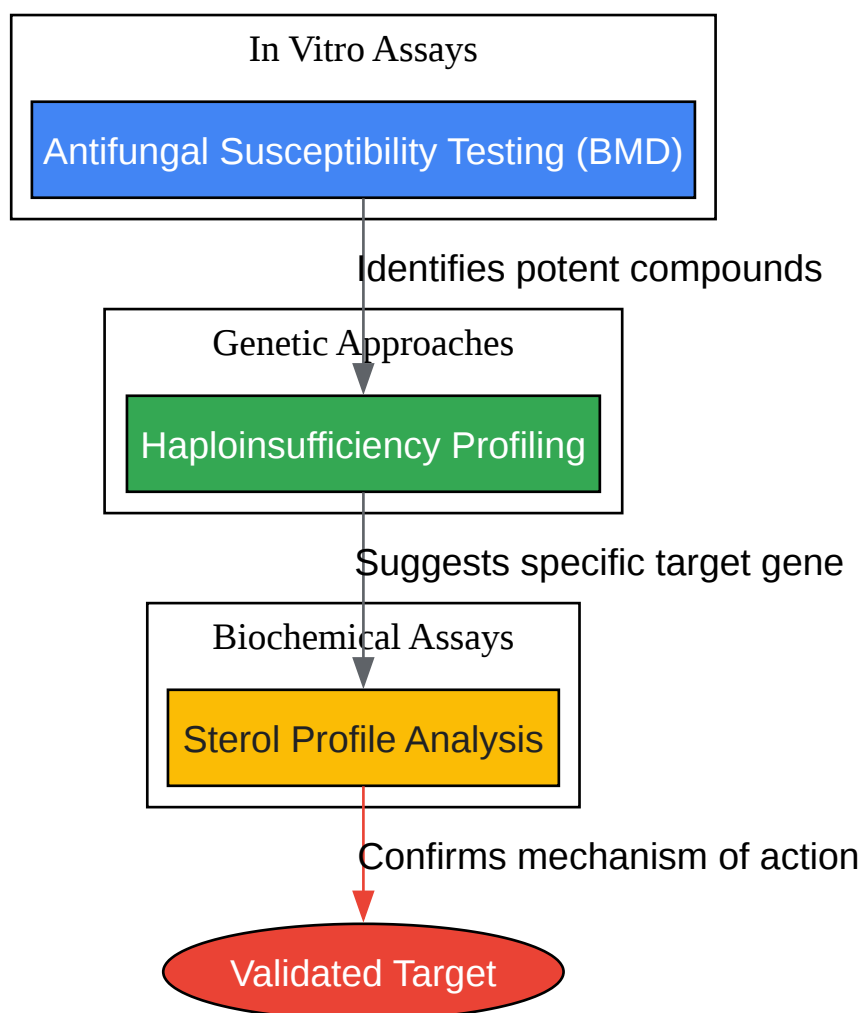 In Vitro Assays
Antifungal Susceptibility Testing (BMD)
Identifies potent compounds
Genetic Approaches
Haploinsufficiency Profiling
Suggests specific target gene
Biochemical Assays
Sterol Profile Analysis
Confirms mechanism of action
Validated Target